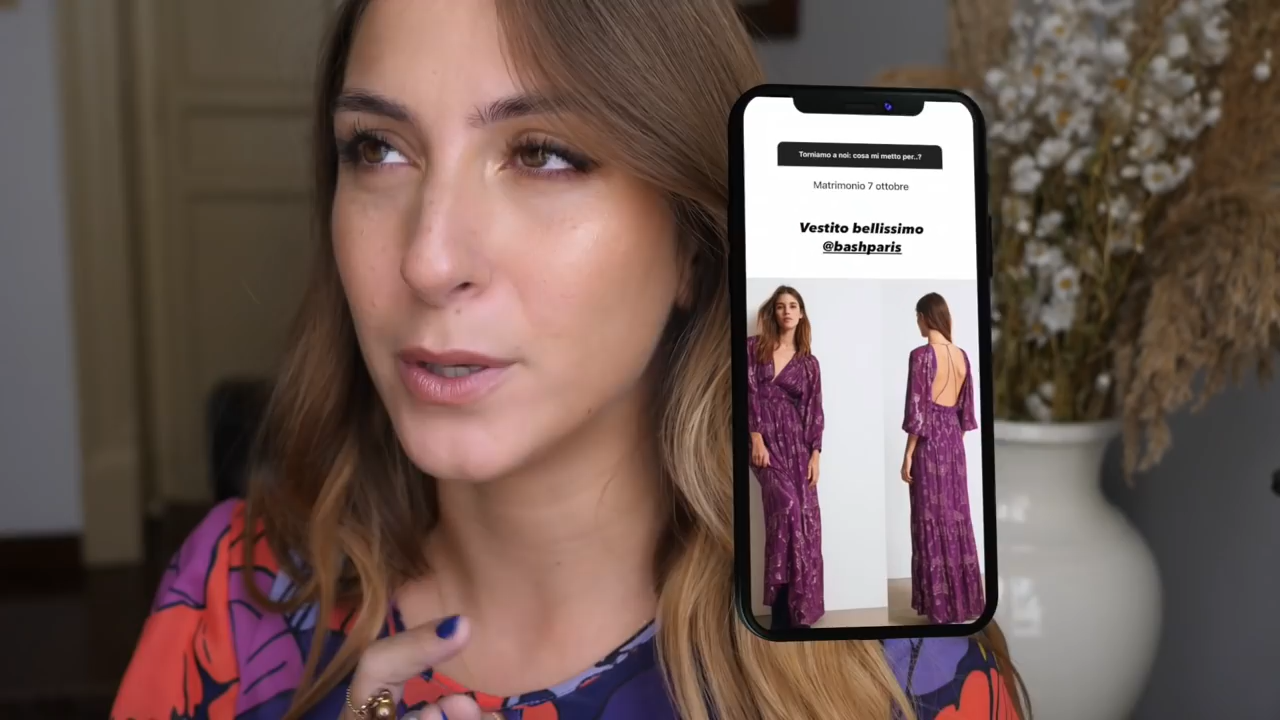 Torniamo a noi: cosa mi metto per..?
Matrimonio 7 ottobre
Vestito bellissimo
@bashparis